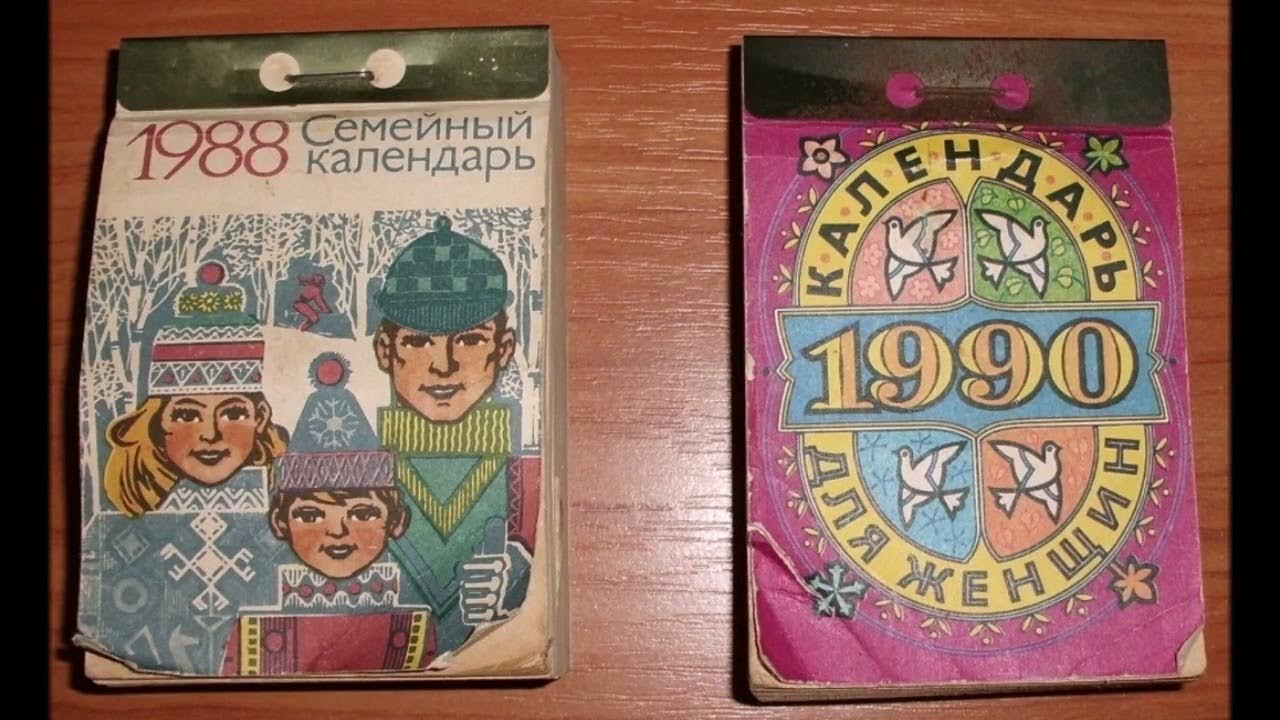 1988 Семейный
календарь
КАЛЕНДАРЬ
1990
ДЛЯ ЖЕНЩИН